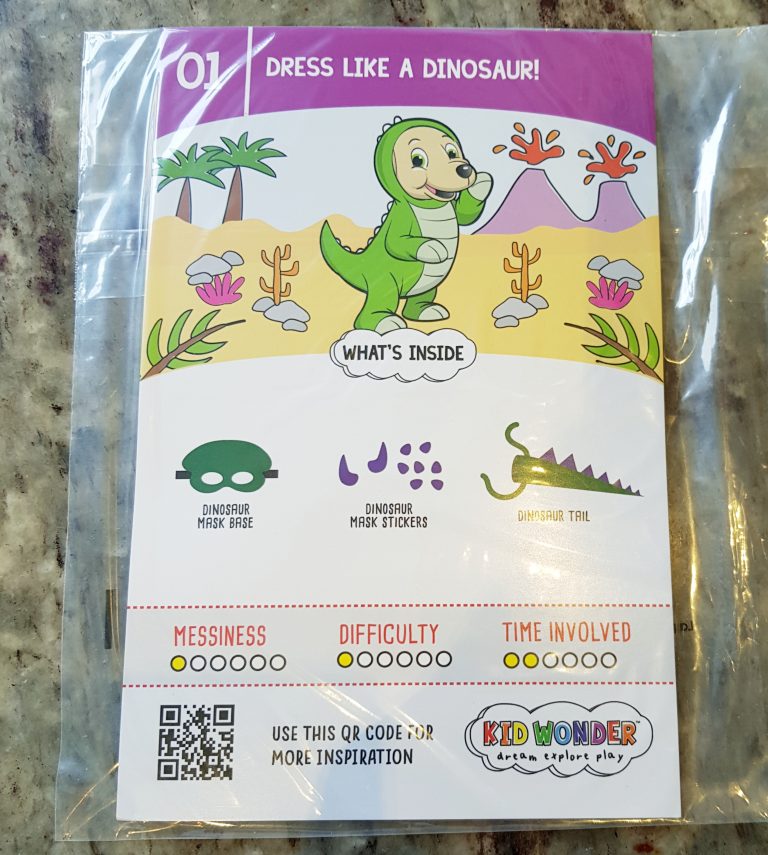 01
DRESS LIKE A DINOSAUR!
WHAT'S INSIDE
DINOSAUR
MASK BASE
DINOSAUR
MASK STICKERS
DINOSAUR TAIL
MESSINESS
DIFFICULTY
TIME INVOLVED
USE THIS QR CODE FOR
MORE INSPIRATION
KID WONDER™
dream explore play